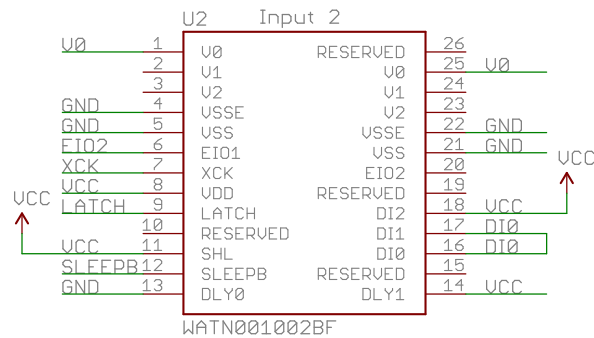 U2 Input 2
V0 1 V0 RESERVED 26
2 V1 V0 25 V0
3 V2 V1 24
GND 4 VSSE V2 23
GND 5 VSS VSSE 22 GND
EIO2 6 EIO1 VSS 21 GND
XCK 7 XCK EIO2 20 VCC
VCC 8 VDD RESERVED 19
VCC LATCH 9 LATCH DI2 18 VCC
10 RESERVED DI1 17 DI0
VCC 11 SHL DI0 16 DI0
SLEEPB 12 SLEEPB RESERVED 15
GND 13 DLY0 DLY1 14 VCC
WATN001002BF